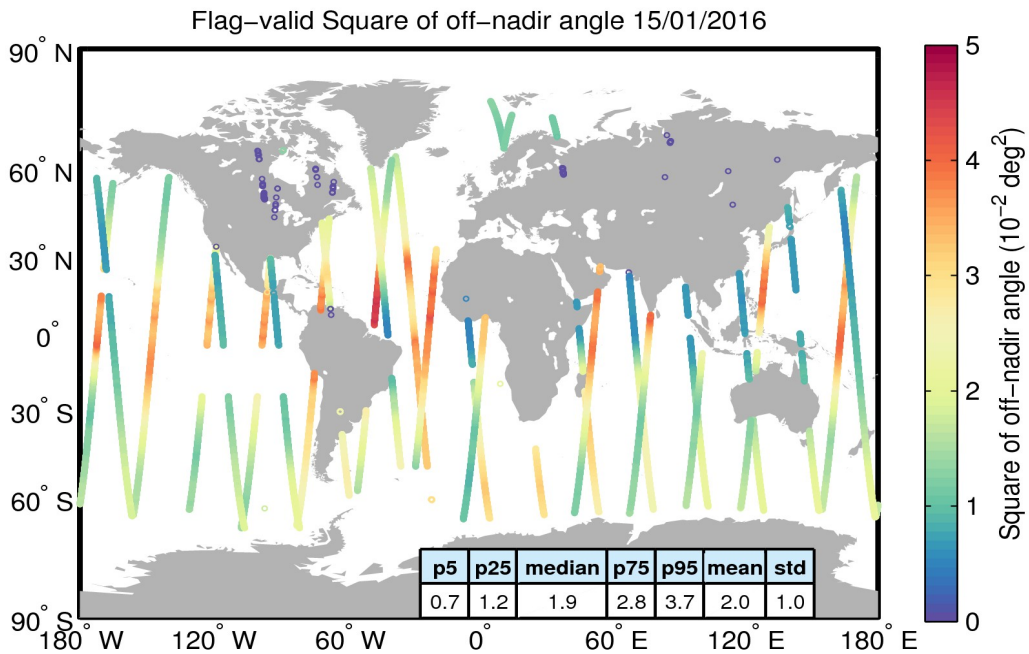 Flag−valid Square of off−nadir angle 15/01/2016
90° N
60° N
30° N
0°
30° S
60° S
90° S
180° W
120° W
60° W
0°
60° E
120° E
180° E
p5 p25 median p75 p95 mean std
0.7 1.2 1.9 2.8 3.7 2.0 1.0
5
4
3
2
1
0
Square of off−nadir angle (10⁻² deg²)